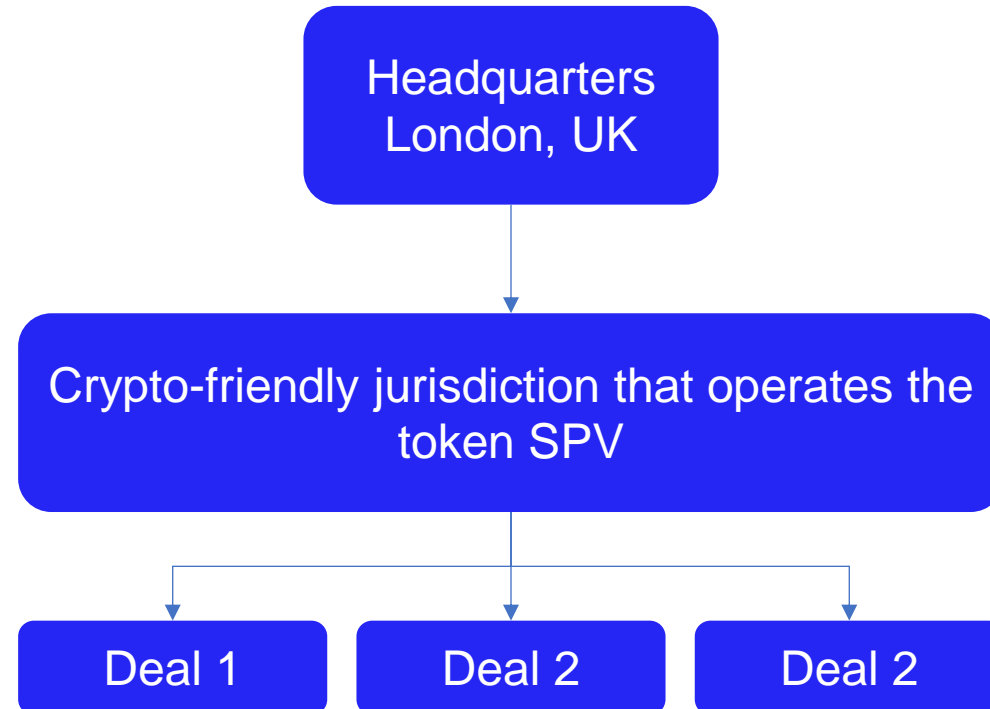 Headquarters
London, UK
Crypto-friendly jurisdiction that operates the
token SPV
Deal 1
Deal 2
Deal 2